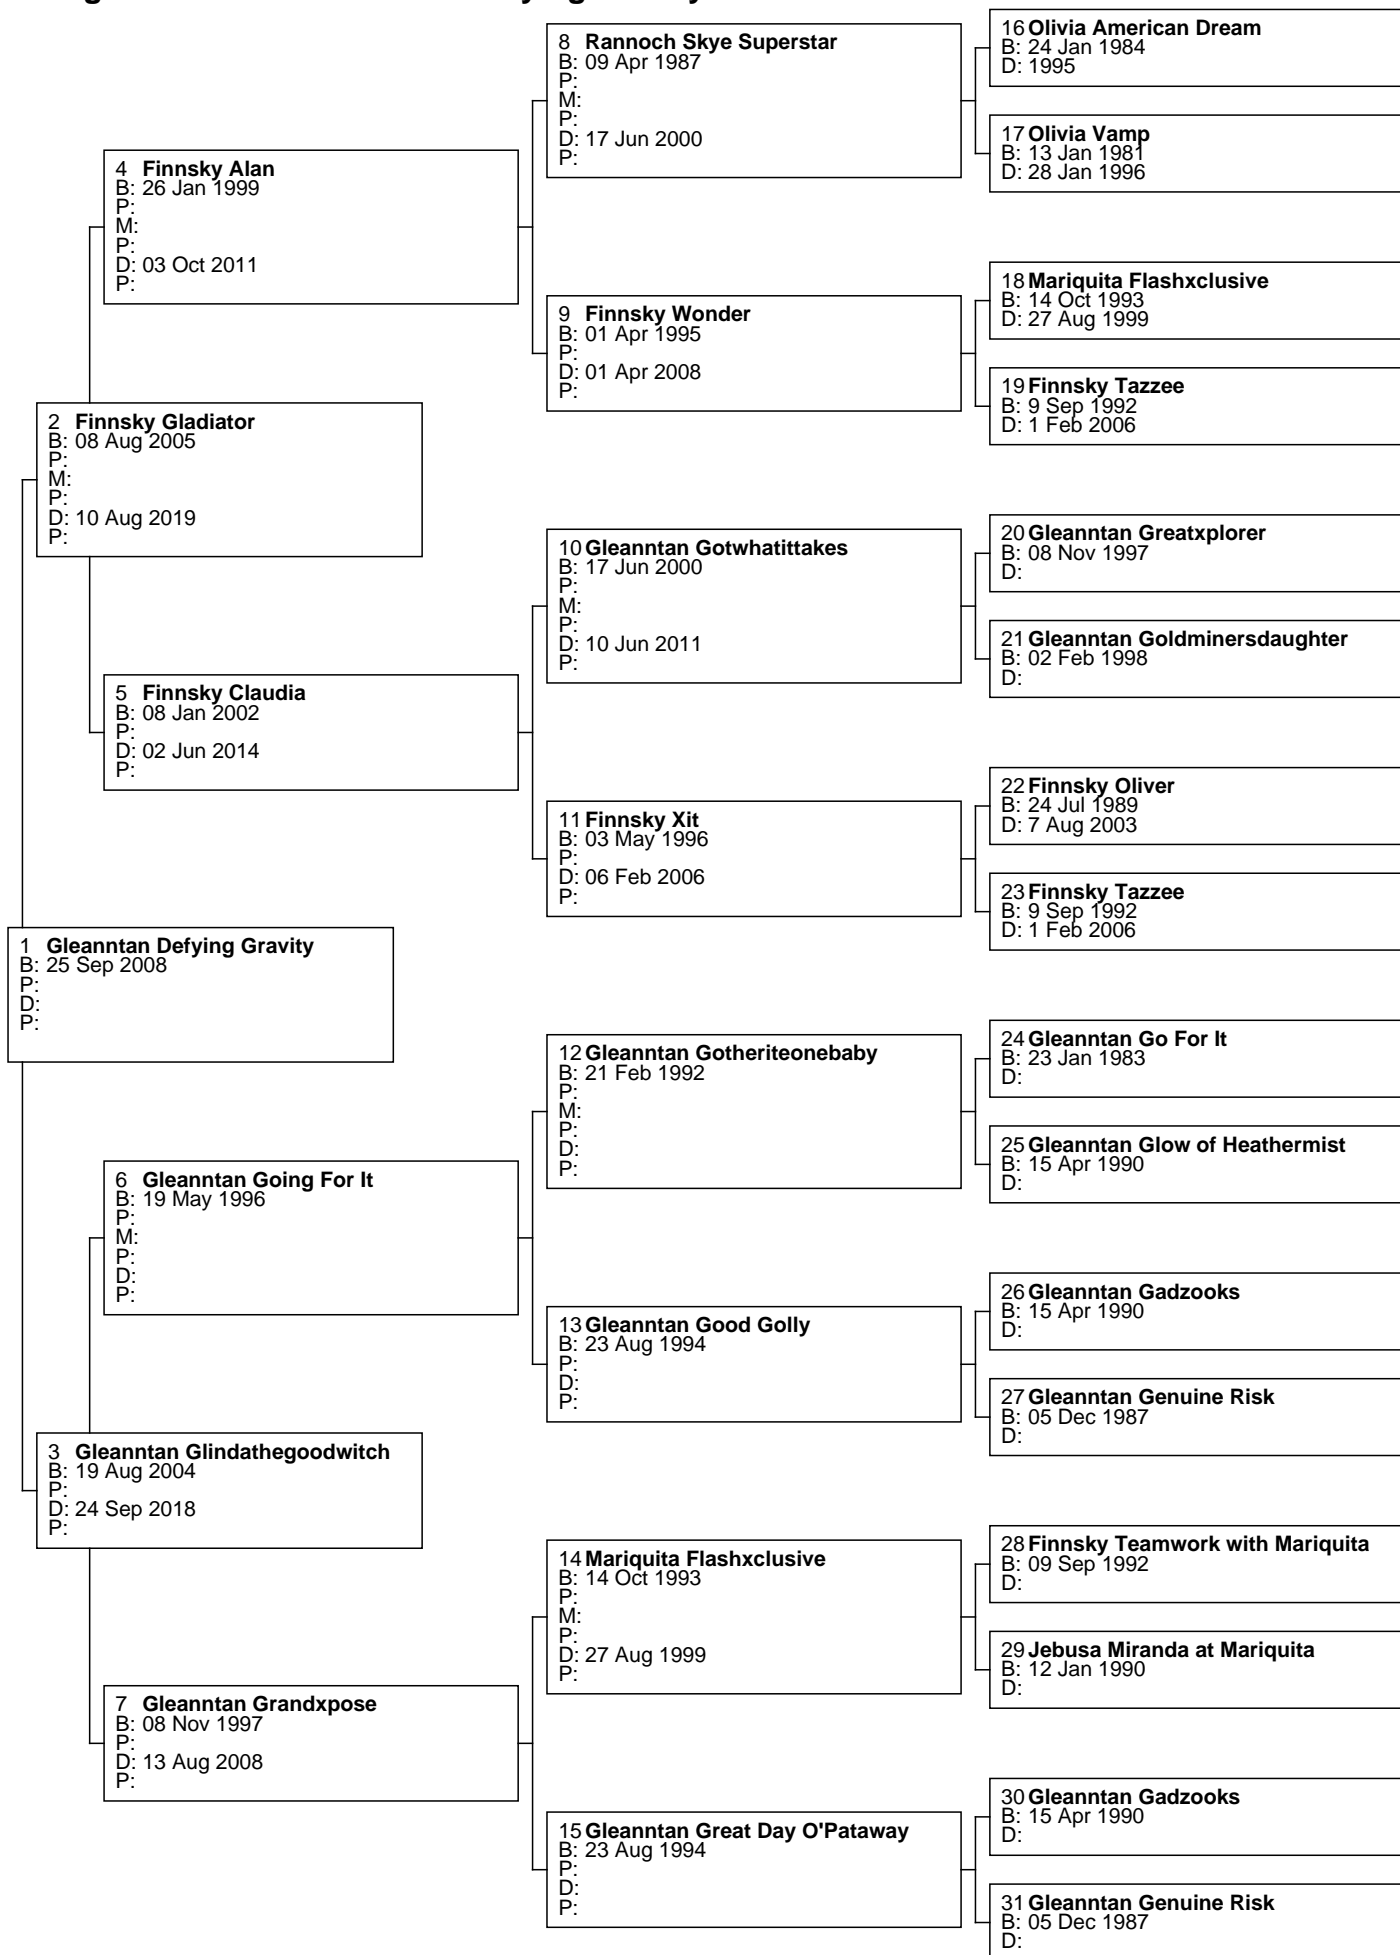 8 Rannoch Skye Superstar
B: 09 Apr 1987
P:
M:
P:
D: 17 Jun 2000
P:
16 Olivia American Dream
B: 24 Jan 1984
D: 1995
17 Olivia Vamp
B: 13 Jan 1981
D: 28 Jan 1996
4 Finnsky Alan
B: 26 Jan 1999
P:
M:
P:
D: 03 Oct 2011
P:
9 Finnsky Wonder
B: 01 Apr 1995
P:
D: 01 Apr 2008
P:
18 Mariquita Flashxclusive
B: 14 Oct 1993
D: 27 Aug 1999
19 Finnsky Tazzee
B: 9 Sep 1992
D: 1 Feb 2006
2 Finnsky Gladiator
B: 08 Aug 2005
P:
M:
P:
D: 10 Aug 2019
P:
10 Gleanntan Gotwhatittakes
B: 17 Jun 2000
P:
M:
P:
D: 10 Jun 2011
P:
20 Gleanntan Greatxplorer
B: 08 Nov 1997
D:
21 Gleanntan Goldminersdaughter
B: 02 Feb 1998
D:
5 Finnsky Claudia
B: 08 Jan 2002
P:
D: 02 Jun 2014
P:
11 Finnsky Xit
B: 03 May 1996
P:
D: 06 Feb 2006
P:
22 Finnsky Oliver
B: 24 Jul 1989
D: 7 Aug 2003
23 Finnsky Tazzee
B: 9 Sep 1992
D: 1 Feb 2006
1 Gleanntan Defying Gravity
B: 25 Sep 2008
P:
D:
P:
12 Gleanntan Gotheriteonebaby
B: 21 Feb 1992
P:
M:
P:
D:
P:
24 Gleanntan Go For It
B: 23 Jan 1983
D:
25 Gleanntan Glow of Heathermist
B: 15 Apr 1990
D:
6 Gleanntan Going For It
B: 19 May 1996
P:
M:
P:
D:
P:
13 Gleanntan Good Golly
B: 23 Aug 1994
P:
D:
P:
26 Gleanntan Gadzooks
B: 15 Apr 1990
D:
27 Gleanntan Genuine Risk
B: 05 Dec 1987
D:
3 Gleanntan Glindathegoodwitch
B: 19 Aug 2004
P:
D: 24 Sep 2018
P:
14 Mariquita Flashxclusive
B: 14 Oct 1993
P:
M:
P:
D: 27 Aug 1999
P:
28 Finnsky Teamwork with Mariquita
B: 09 Sep 1992
D:
29 Jebusa Miranda at Mariquita
B: 12 Jan 1990
D:
7 Gleanntan Grandxpose
B: 08 Nov 1997
P:
D: 13 Aug 2008
P:
15 Gleanntan Great Day O'Pataway
B: 23 Aug 1994
P:
D:
P:
30 Gleanntan Gadzooks
B: 15 Apr 1990
D:
31 Gleanntan Genuine Risk
B: 05 Dec 1987
D: